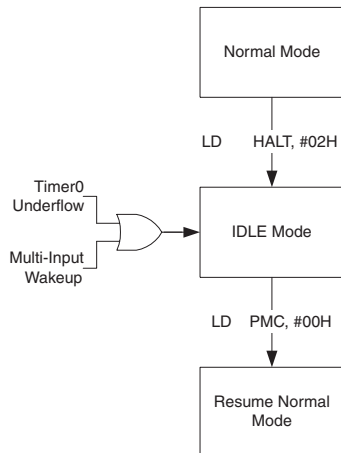 Normal Mode
LD HALT, #02H
Timer0
Underflow
IDLE Mode
Multi-Input
Wakeup
LD PMC, #00H
Resume Normal
Mode